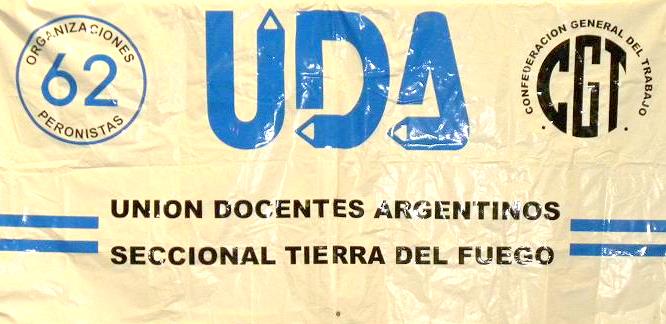 ORGANIZACIONES
62
PERONISTAS
UDA
CONFEDERACION GENERAL DEL TRABAJO
CGT
UNION DOCENTES ARGENTINOS
SECCIONAL TIERRA DEL FUEGO